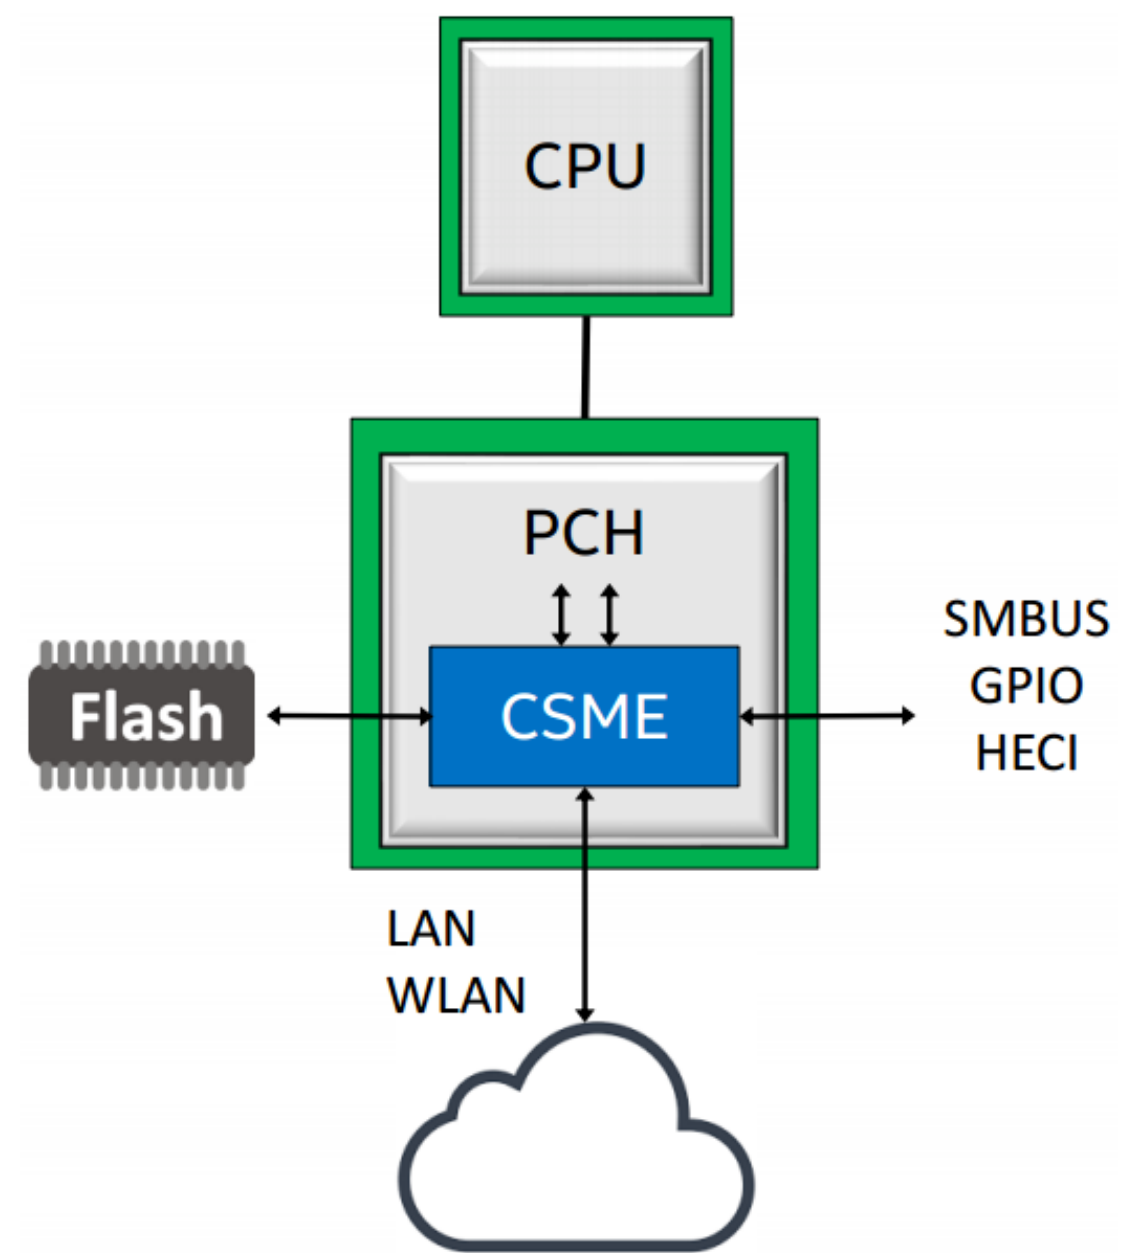 CPU
PCH
SMBUS
GPIO
HECI
Flash
CSME
LAN
WLAN